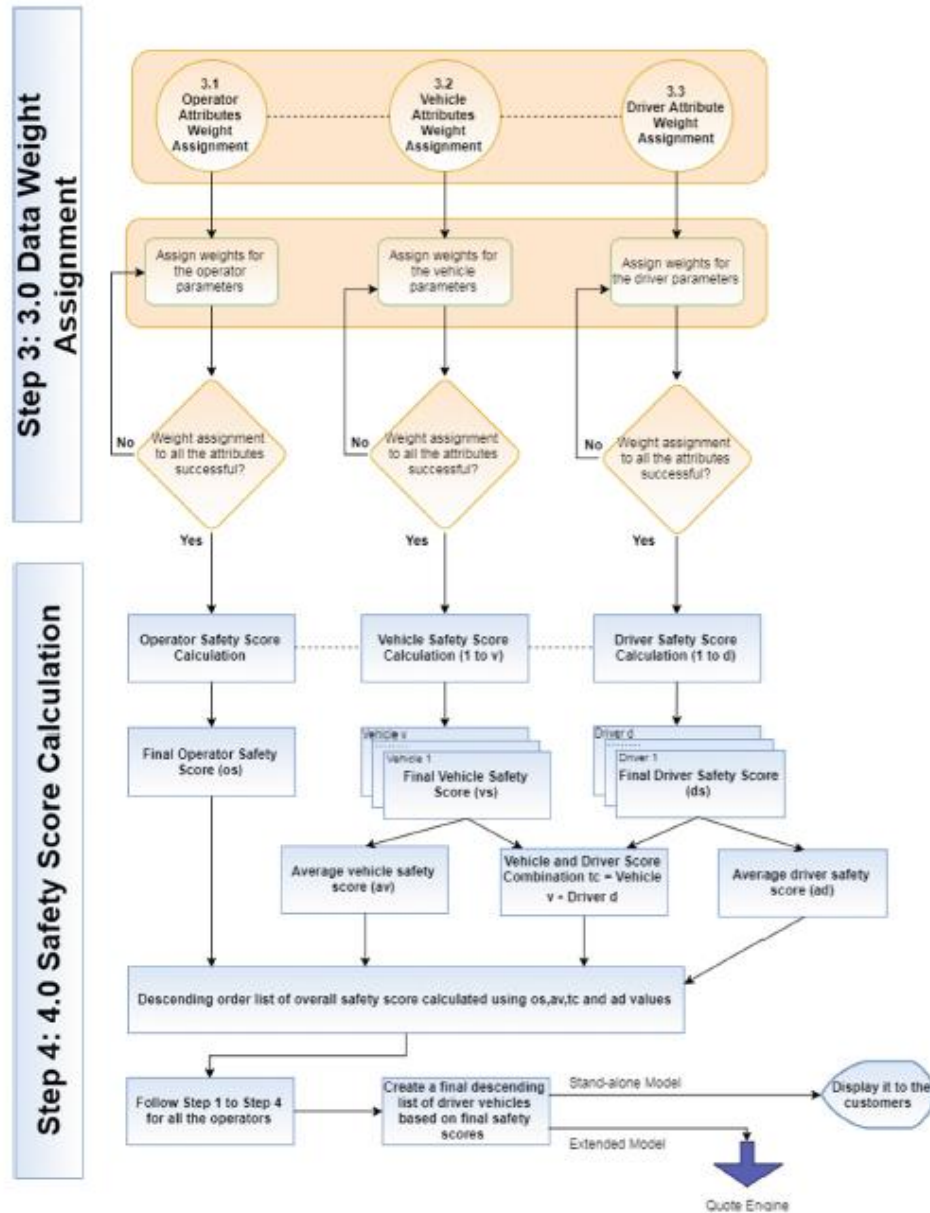 Step 3: 3.0 Data Weight
Assignment
3.1
Operator
Attributes
Weight
Assignment
3.2
Vehicle
Attributes
Weight
Assignment
3.3
Driver Attribute
Weight
Assignment
Assign weights for
the operator
parameters
Assign weights for
the vehicle
parameters
Assign weights for
the driver parameters
No
Weight assignment
to all the attributes
successful?
No
Weight assignment
to all the attributes
successful?
No
Weight assignment
to all the attributes
successful?
Yes
Yes
Yes
Step 4: 4.0 Safety Score Calculation
Operator Safety Score
Calculation
Vehicle Safety Score
Calculation (1 to v)
Driver Safety Score
Calculation (1 to d)
Final Operator Safety
Score (os)
Vehicle v
Vehicle 1
Final Vehicle Safety
Score (vs)
Driver d
Driver 1
Final Driver Safety Score
(ds)
Average vehicle safety
score (av)
Vehicle and Driver Score
Combination tc = Vehicle
v + Driver d
Average driver safety
score (ad)
Descending order list of overall safety score calculated using os,av,tc and ad values
Follow Step 1 to Step 4
for all the operators
Create a final descending
list of driver vehicles
based on final safety
scores
Stand-alone Model
Extended Model
Display it to the
customers
Quote Engine